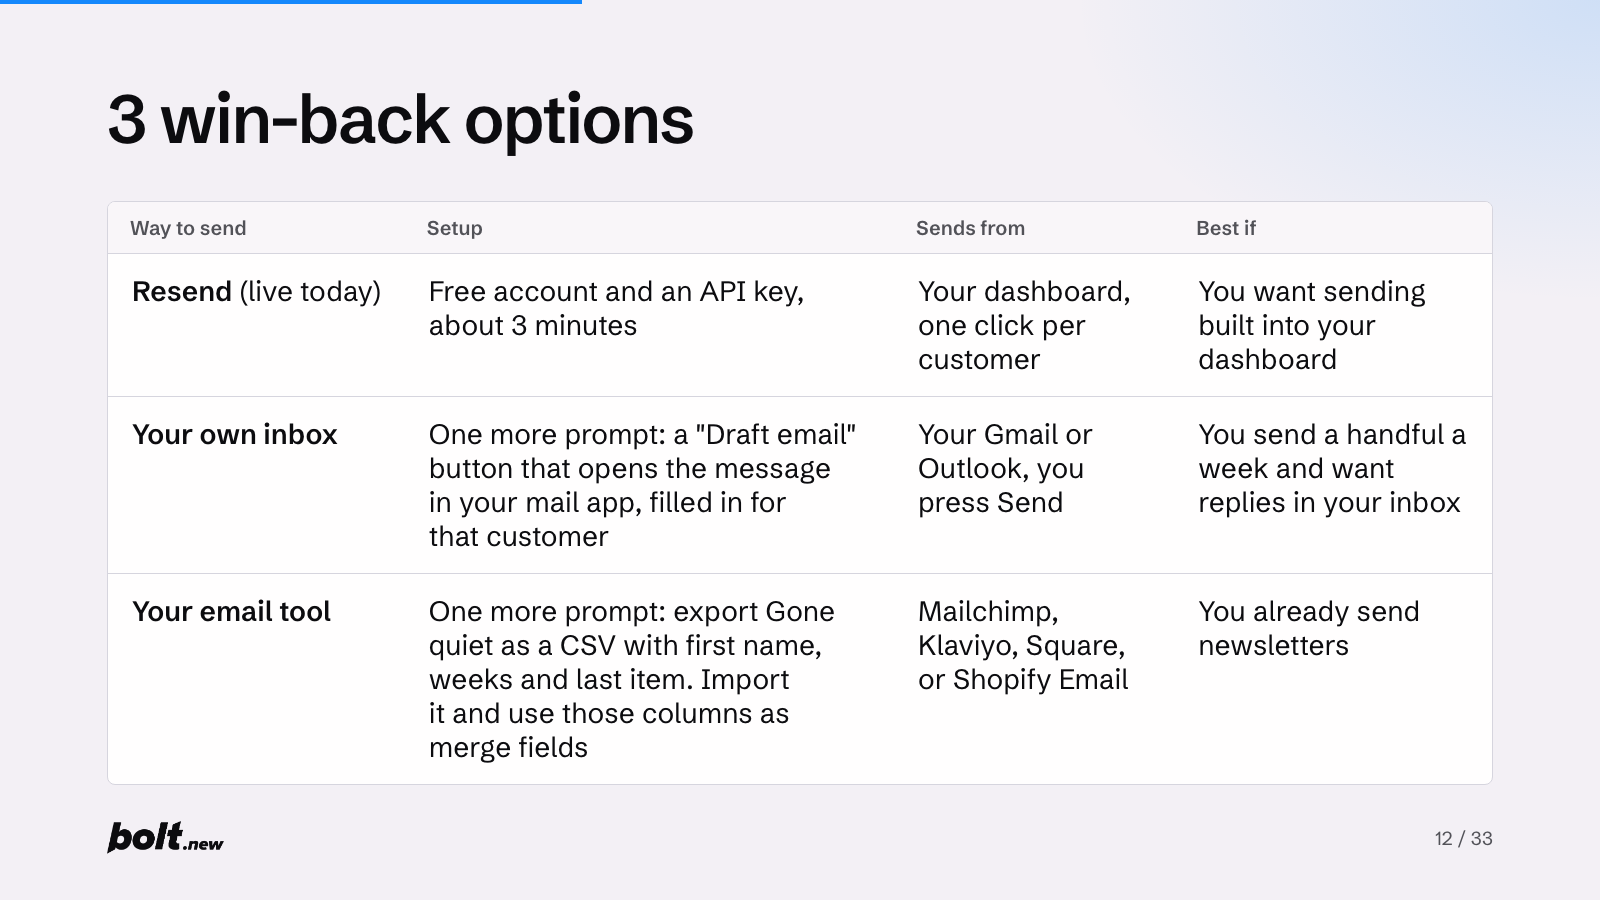 3 win-back options
Way to send
Setup
Sends from
Best if
Resend (live today)
Free account and an API key,
about 3 minutes
Your dashboard,
one click per
customer
You want sending
built into your
dashboard
Your own inbox
One more prompt: a "Draft email"
button that opens the message
in your mail app, filled in for
that customer
Your Gmail or
Outlook, you
press Send
You send a handful a
week and want
replies in your inbox
Your email tool
One more prompt: export Gone
quiet as a CSV with first name,
weeks and last item. Import
it and use those columns as
merge fields
Mailchimp,
Klaviyo, Square,
or Shopify Email
You already send
newsletters
bolt.new
12 / 33